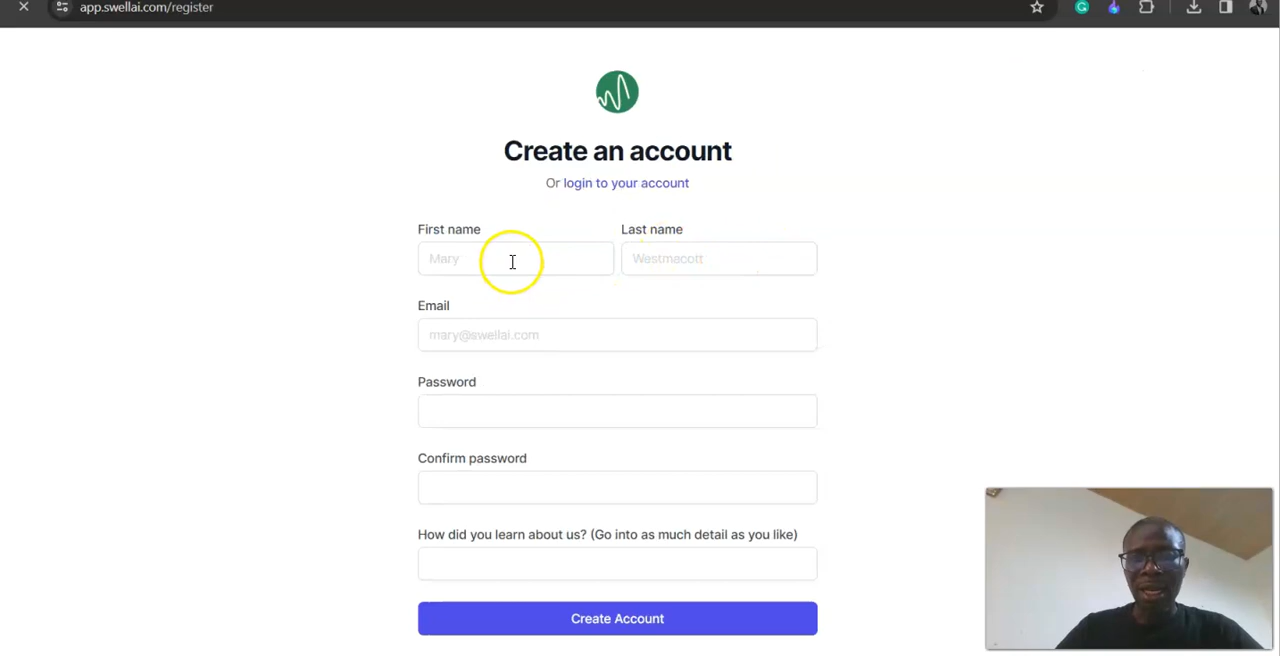 app.swellai.com/register
Create an account
Or login to your account
First name Last name
Mary Westmacott
Email
mary@swellai.com
Password
Confirm password
How did you learn about us? (Go into as much detail as you like)
Create Account